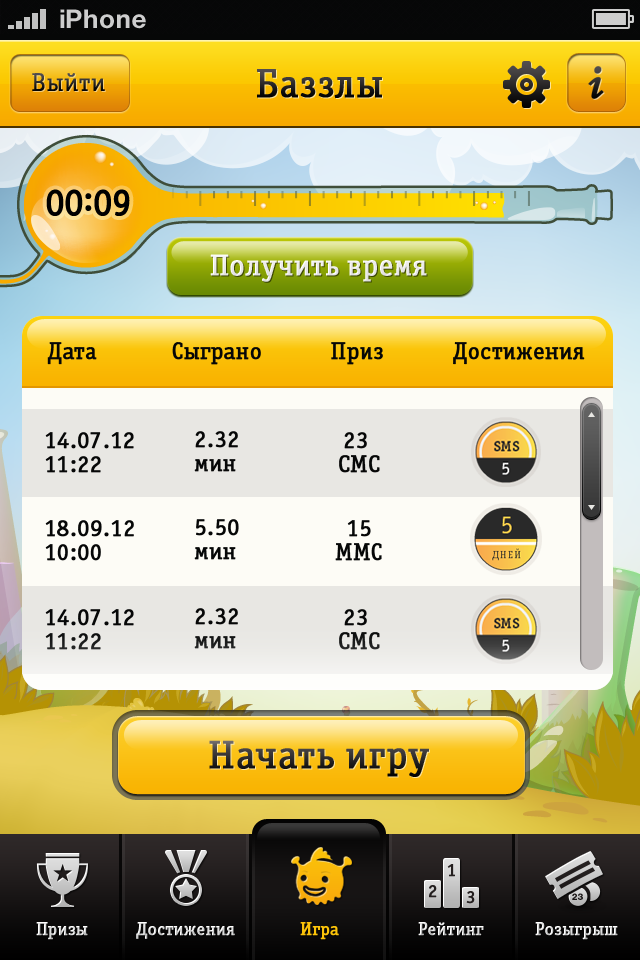 iPhone
Выйти
Баззлы
i
00:09
Получить время
Дата Сыграно Приз Достижения
14.07.12 2.32 23 SMS
11:22 мин СМС 5
18.09.12 5.50 15 5
10:00 мин ММС ДНЕЙ
14.07.12 2.32 23 SMS
11:22 мин СМС 5
Начать игру
1
2 3
23
Призы Достижения Игра Рейтинг Розыгрыш